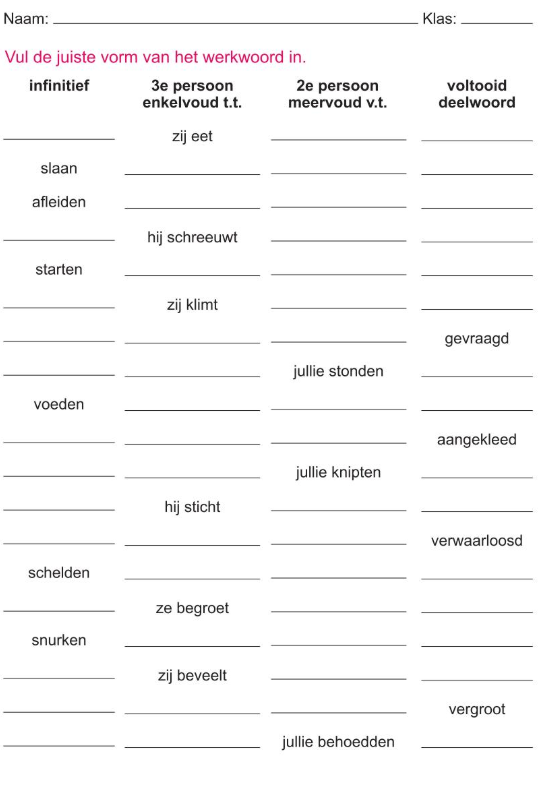 Naam: Klas:
Vul de juiste vorm van het werkwoord in.
infinitief 3e persoon 2e persoon voltooid
enkelvoud t.t. meervoud v.t. deelwoord
zij eet
slaan
afleiden
hij schreeuwt
starten
zij klimt
gevraagd
jullie stonden
voeden
aangekleed
jullie knipten
hij sticht
verwaarloosd
schelden
ze begroet
snurken
zij beveelt
vergroot
jullie behoedden